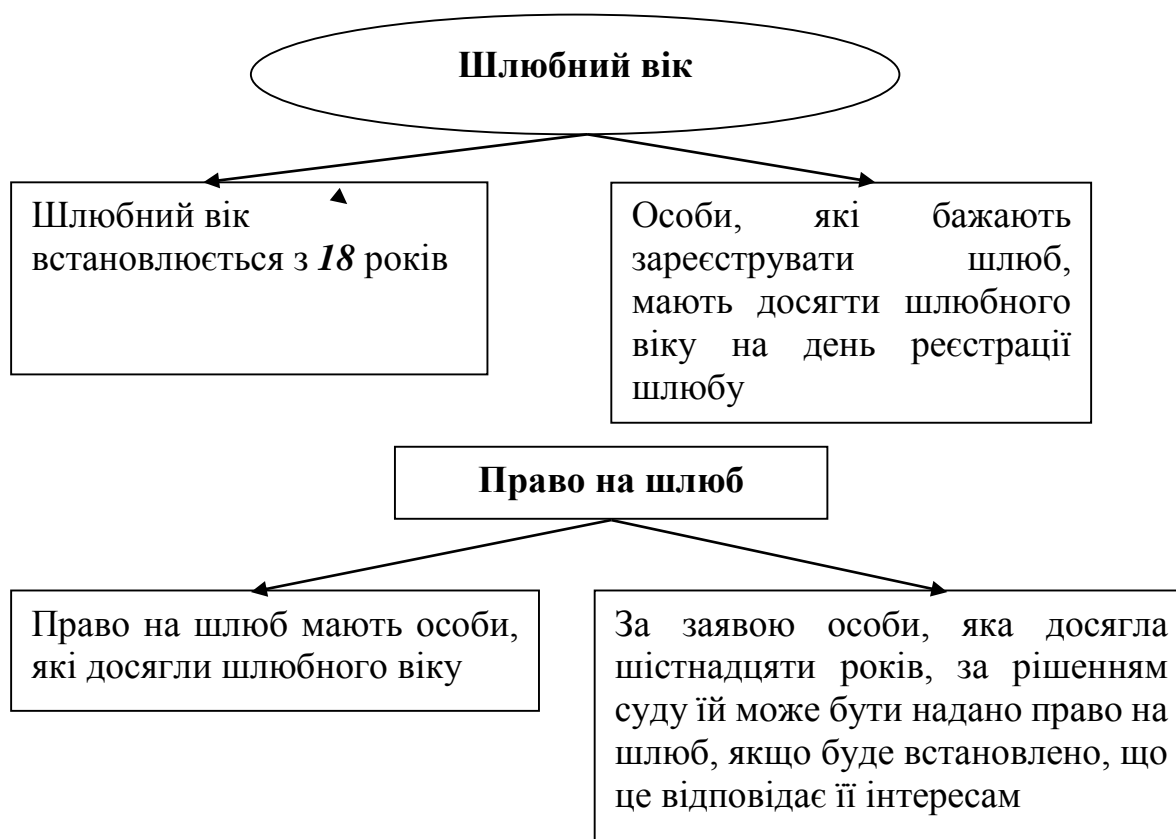 Шлюбний вік
Шлюбний вік
встановлюється з 18 років
Особи, які бажають
зареєструвати шлюб,
мають досягти шлюбного
віку на день реєстрації
шлюбу
Право на шлюб
Право на шлюб мають особи,
які досягли шлюбного віку
За заявою особи, яка досягла
шістнадцяти років, за рішенням
суду їй може бути надано право на
шлюб, якщо буде встановлено, що
це відповідає її інтересам